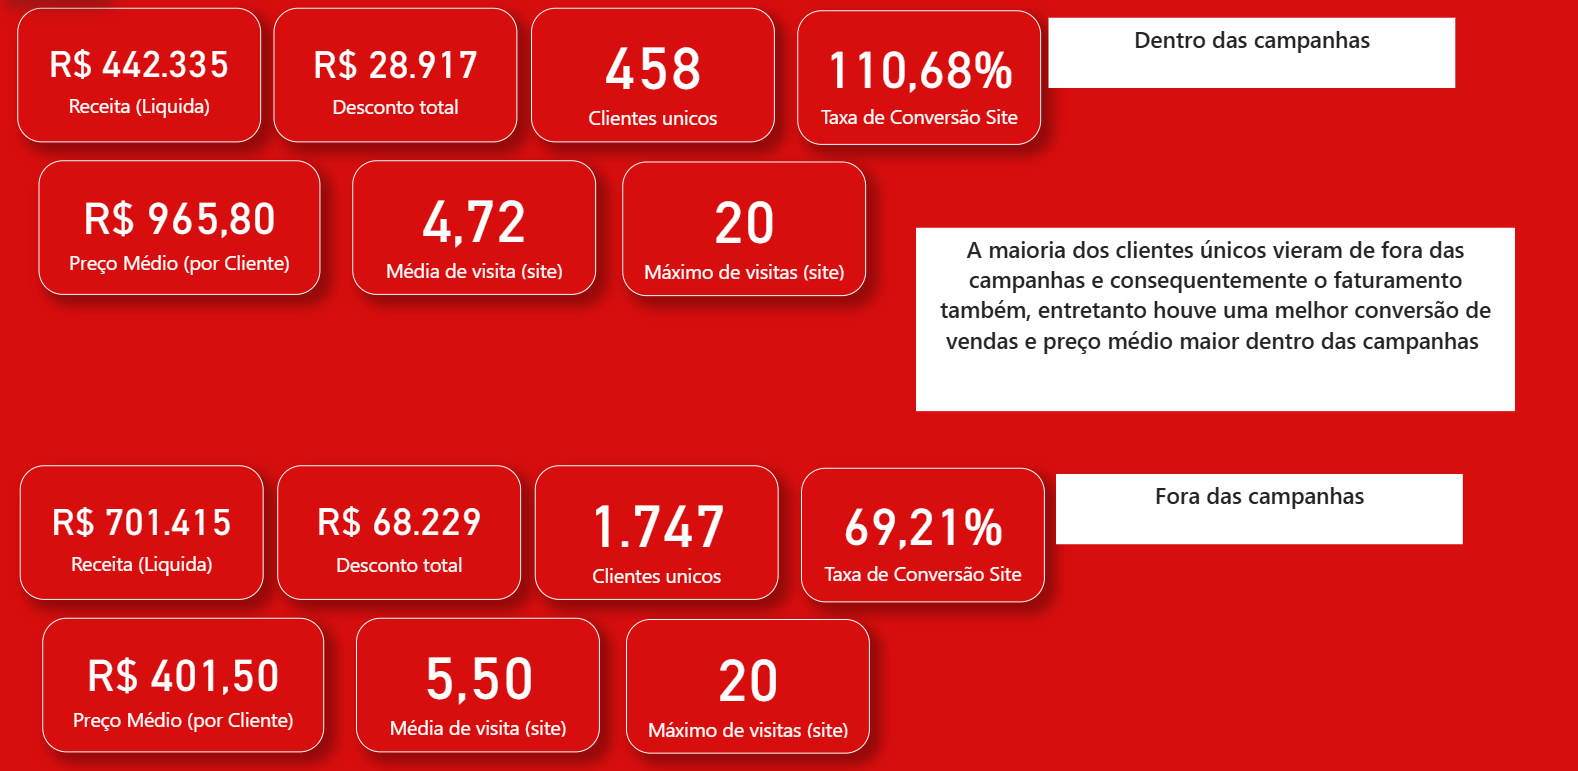 R$ 442.335
Receita (Liquida)
R$ 28.917
Desconto total
458
Clientes unicos
110,68%
Taxa de Conversão Site
Dentro das campanhas
R$ 965,80
Preço Médio (por Cliente)
4,72
Média de visita (site)
20
Máximo de visitas (site)
A maioria dos clientes únicos vieram de fora das
campanhas e consequentemente o faturamento
também, entretanto houve uma melhor conversão de
vendas e preço médio maior dentro das campanhas
R$ 701.415
Receita (Liquida)
R$ 68.229
Desconto total
1.747
Clientes unicos
69,21%
Taxa de Conversão Site
Fora das campanhas
R$ 401,50
Preço Médio (por Cliente)
5,50
Média de visita (site)
20
Máximo de visitas (site)